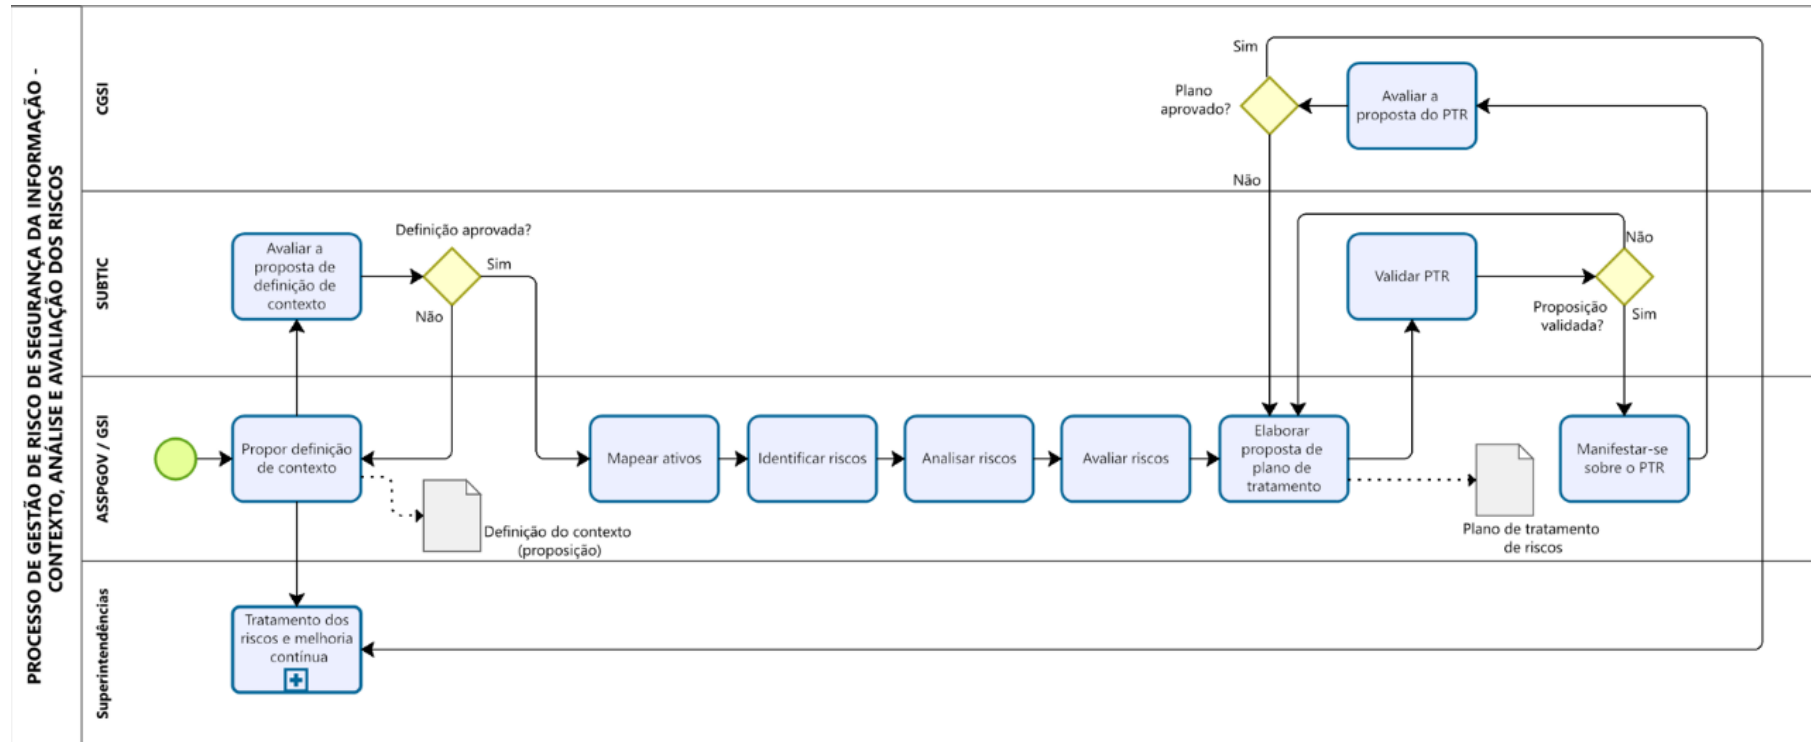 PROCESSO DE GESTÃO DE RISCO DE SEGURANÇA DA INFORMAÇÃO -
CONTEXTO, ANÁLISE E AVALIAÇÃO DOS RISCOS
CGSI
Sim
Plano
aprovado?
Avaliar a
proposta do PTR
Não
SUBTIC
Avaliar a
proposta de
definição de
contexto
Definição aprovada?
Sim
Não
Validar PTR
Não
Proposição
validada?
Sim
ASSPGOV / GSI
Propor definição
de contexto
Definição do contexto
(proposição)
Mapear ativos
Identificar riscos
Analisar riscos
Avaliar riscos
Elaborar
proposta de
plano de
tratamento
Plano de tratamento
de riscos
Manifestar-se
sobre o PTR
Superintendências
Tratamento dos
riscos e melhoria
contínua